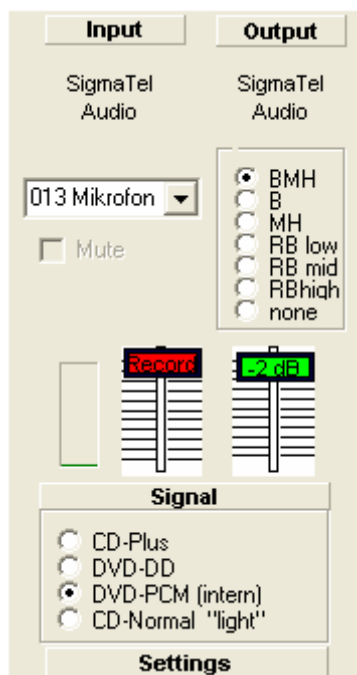 Input
Output
SigmaTel
Audio
SigmaTel
Audio
013 Mikrofon
Mute
BMH
B
MH
RB low
RB mid
RBhigh
none
Record
-2 dB
Signal
CD-Plus
DVD-DD
DVD-PCM (intern)
CD-Normal "light"
Settings